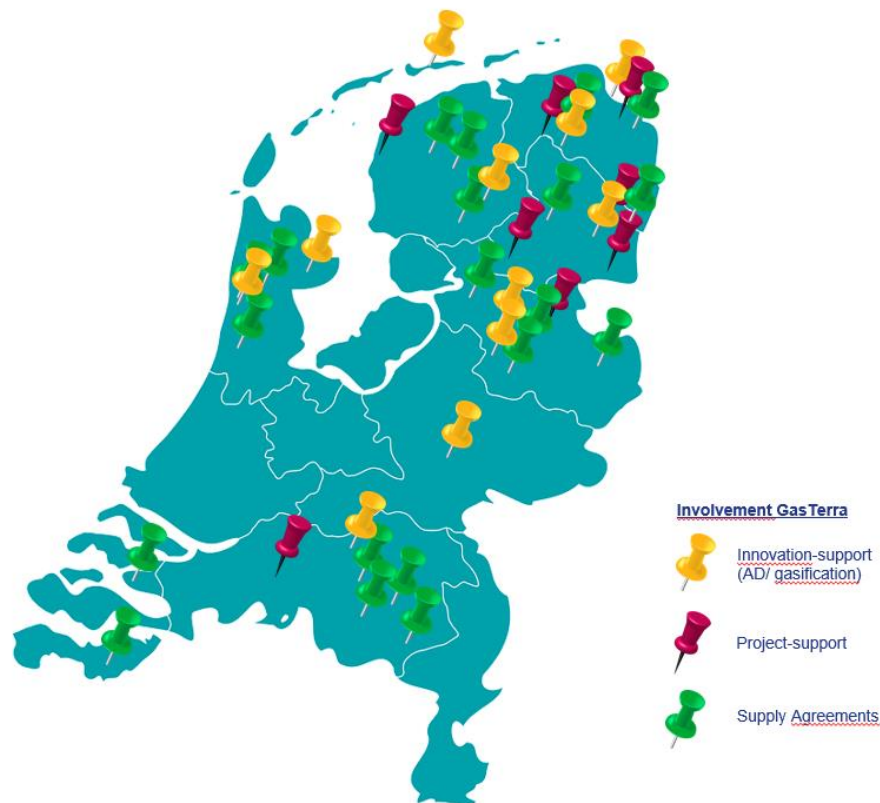 Involvement GasTerra
Innovation-support
(AD/ gasification)
Project-support
Supply Agreements